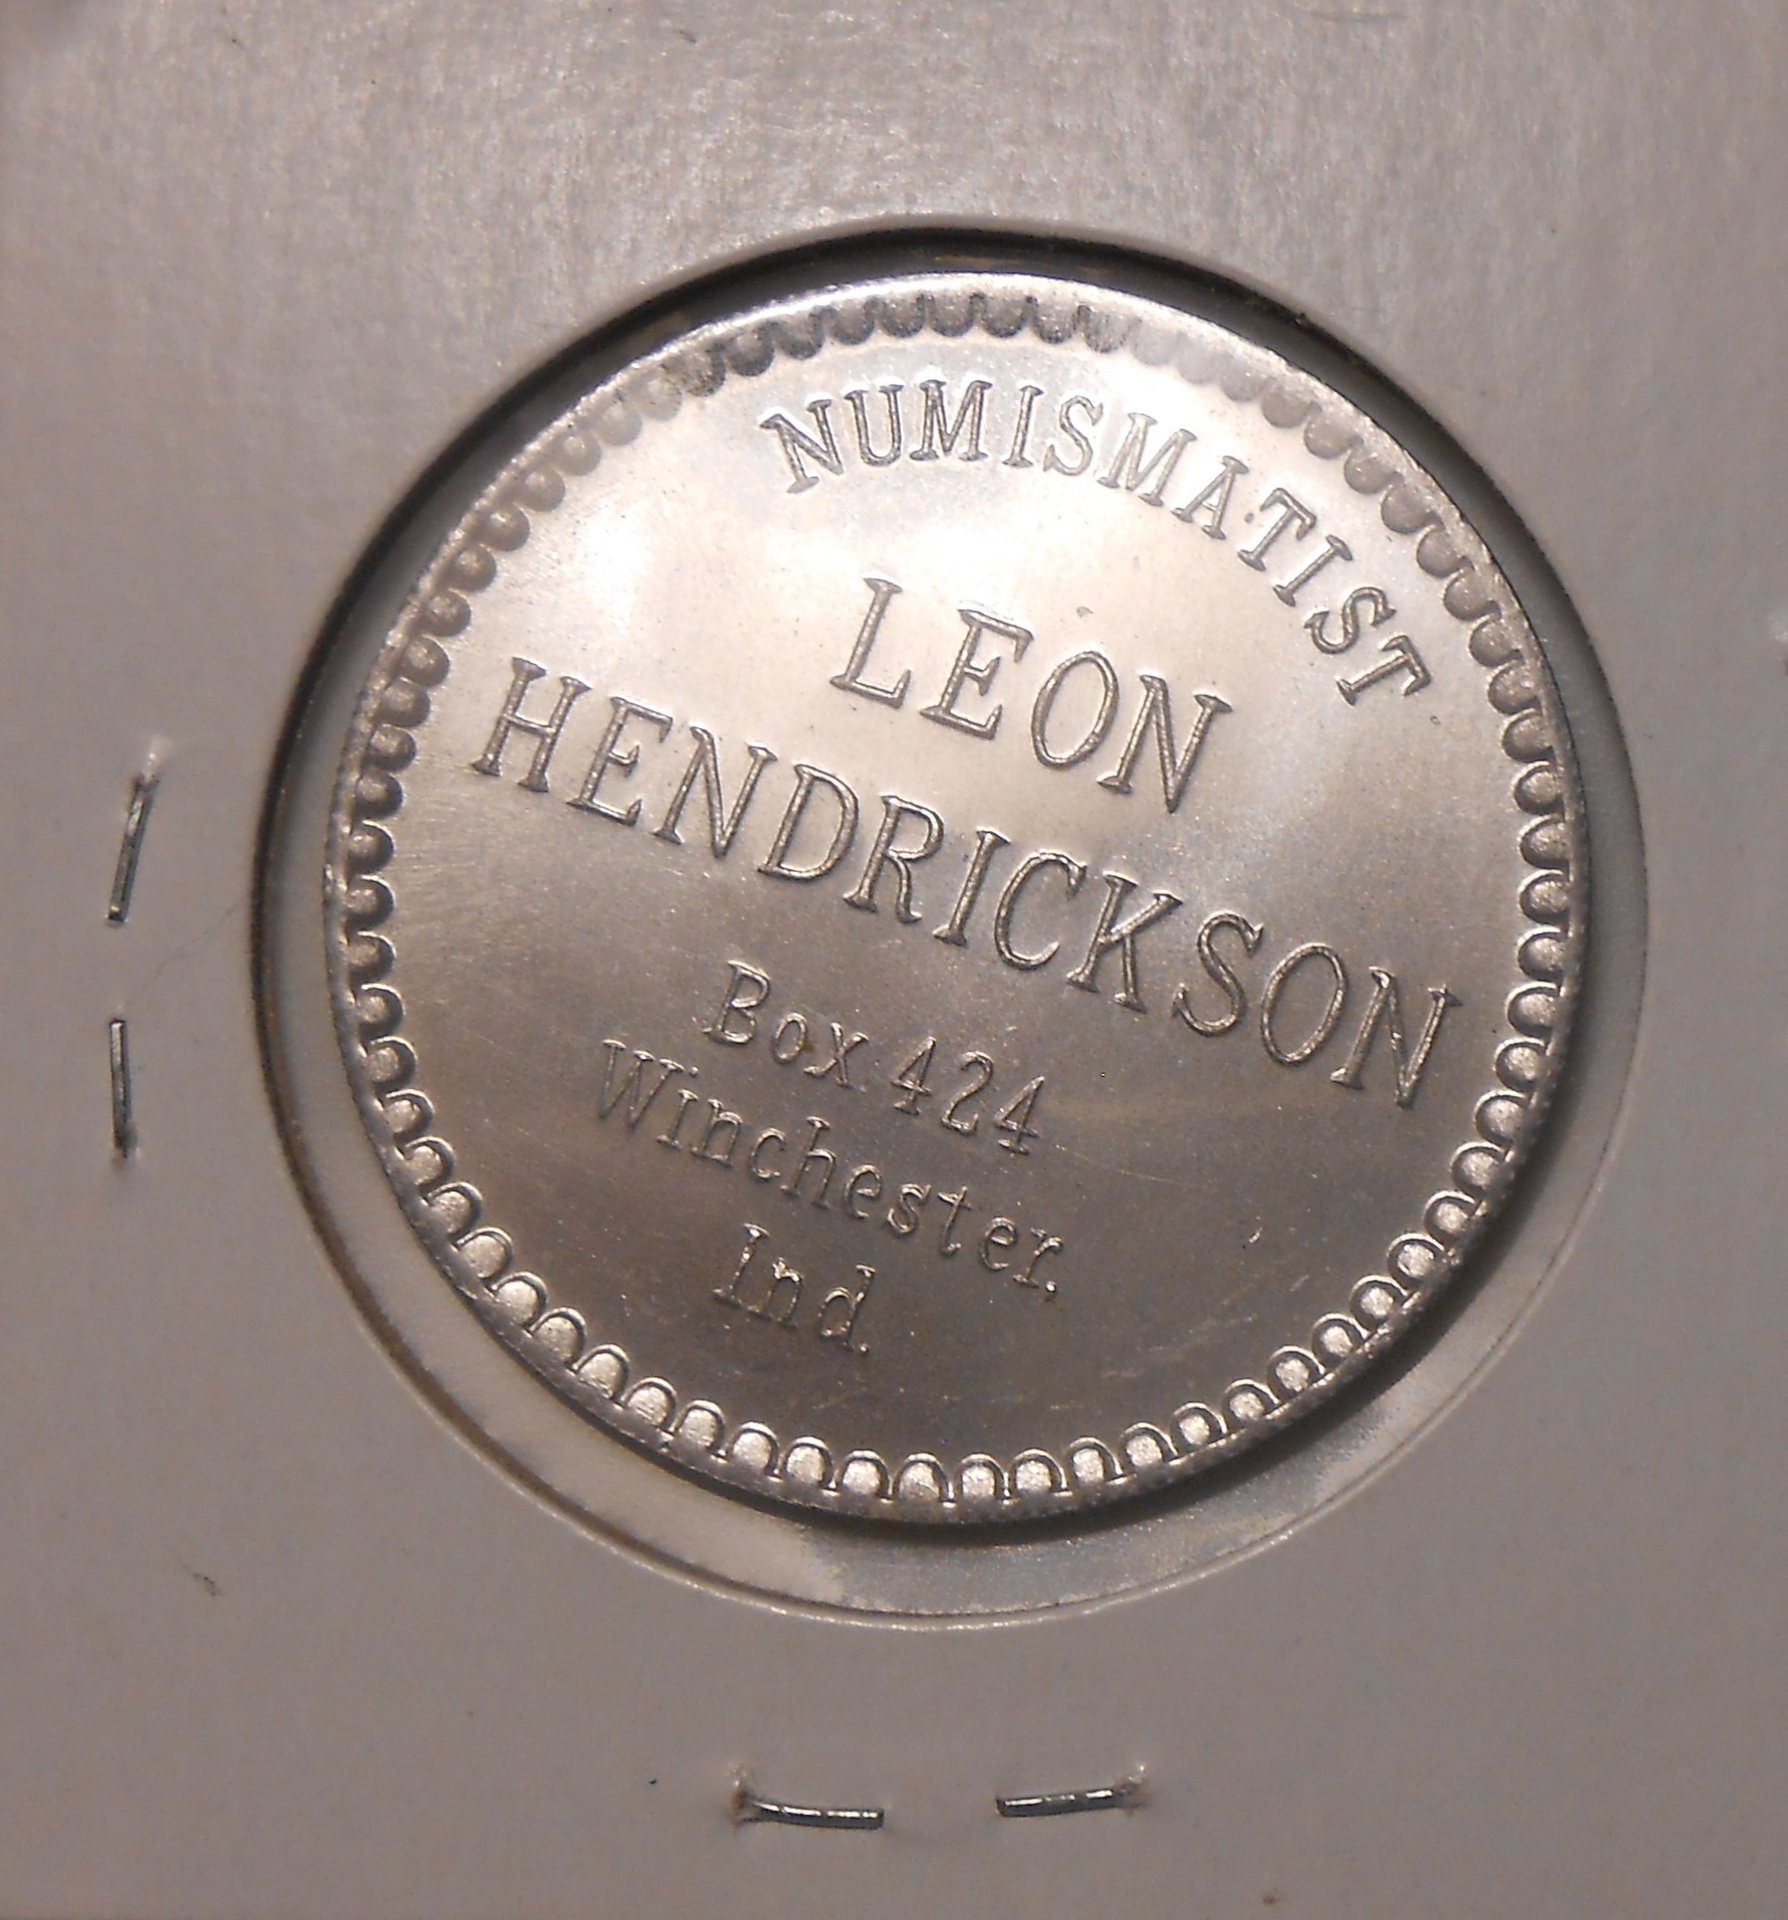 NUMISMATIST
LEON
HENDRICKSON
Box 424
Winchester.
Ind.